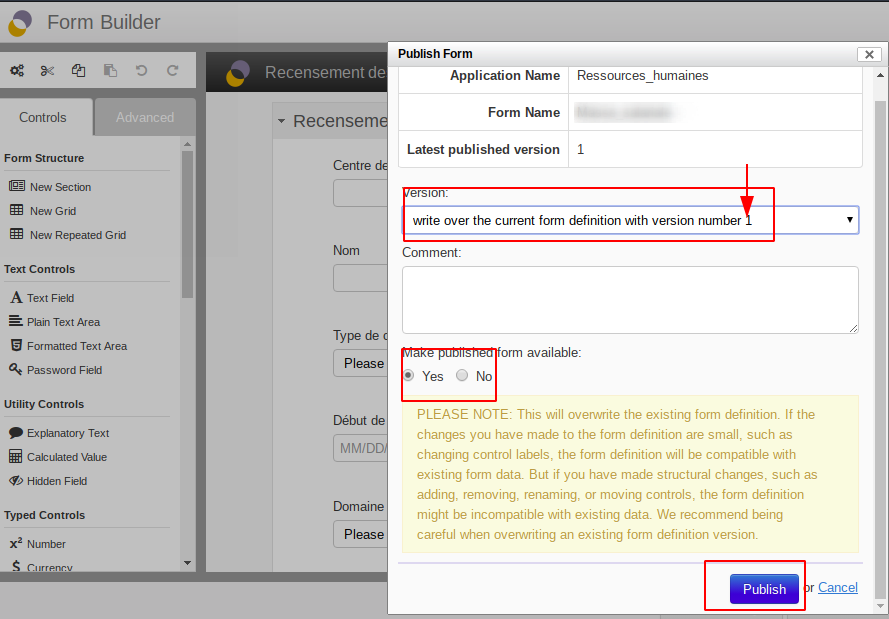 Form Builder
Controls
Advanced
Form Structure
New Section
New Grid
New Repeated Grid
Text Controls
Text Field
Plain Text Area
Formatted Text Area
Password Field
Utility Controls
Explanatory Text
Calculated Value
Hidden Field
Typed Controls
Number
Currency
Recensement de
Recenseme
Centre de
Nom
Type de
Please
Début de
MM/DD/
Domaine
Please
Publish Form
Application Name Ressources_humaines
Form Name
Latest published version 1
Version:
write over the current form definition with version number 1
Comment:
Make published form available:
Yes No
PLEASE NOTE: This will overwrite the existing form definition. If the
changes you have made to the form definition are small, such as
changing control labels, the form definition will be compatible with
existing form data. But if you have made structural changes, such as
adding, removing, renaming, or moving controls, the form definition
might be incompatible with existing data. We recommend being
careful when overwriting an existing form definition version.
Publish or Cancel